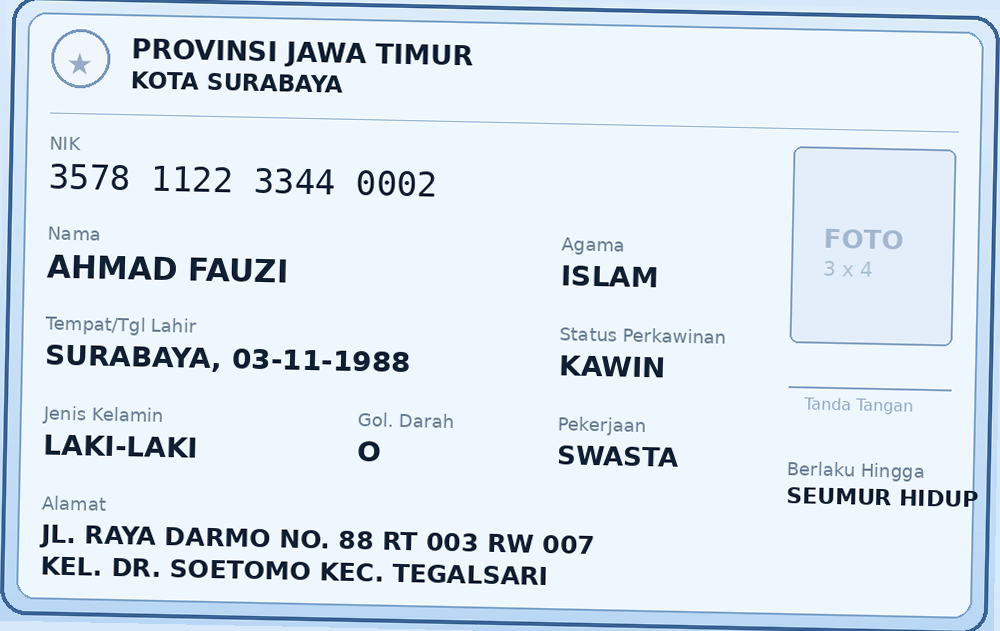 PROVINSI JAWA TIMUR
KOTA SURABAYA
NIK
3578 1122 3344 0002
Nama
AHMAD FAUZI
Agama
ISLAM
FOTO
3 x 4
Tempat/Tgl Lahir
SURABAYA, 03-11-1988
Status Perkawinan
KAWIN
Tanda Tangan
Jenis Kelamin
LAKI-LAKI
Gol. Darah
O
Pekerjaan
SWASTA
Berlaku Hingga
SEUMUR HIDUP
Alamat
JL. RAYA DARMO NO. 88 RT 003 RW 007
KEL. DR. SOETOMO KEC. TEGALSARI